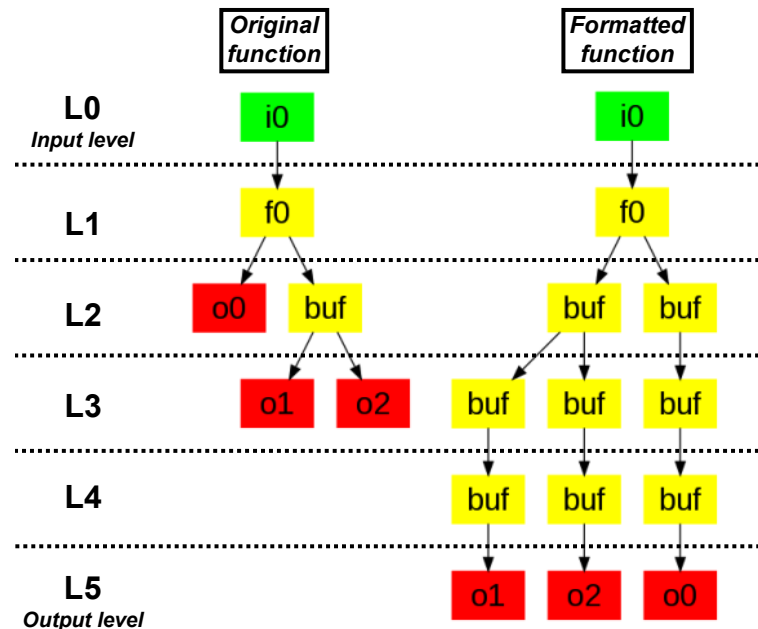 Original
function
Formatted
function
L0
Input level
i0
i0
L1
f0
f0
L2
o0
buf
buf
buf
L3
o1
o2
buf
buf
buf
L4
buf
buf
buf
L5
Output level
o1
o2
o0